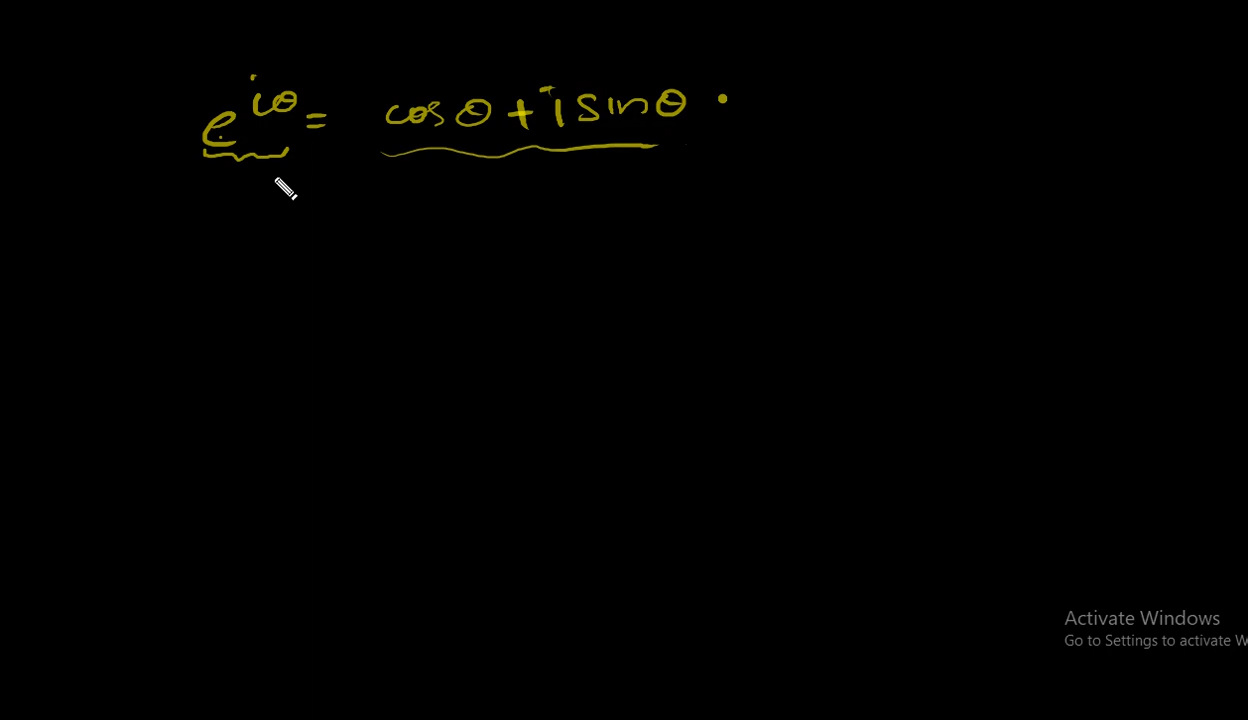 e^{iθ} = cosθ + i sinθ .
Activate Windows
Go to Settings to activate W